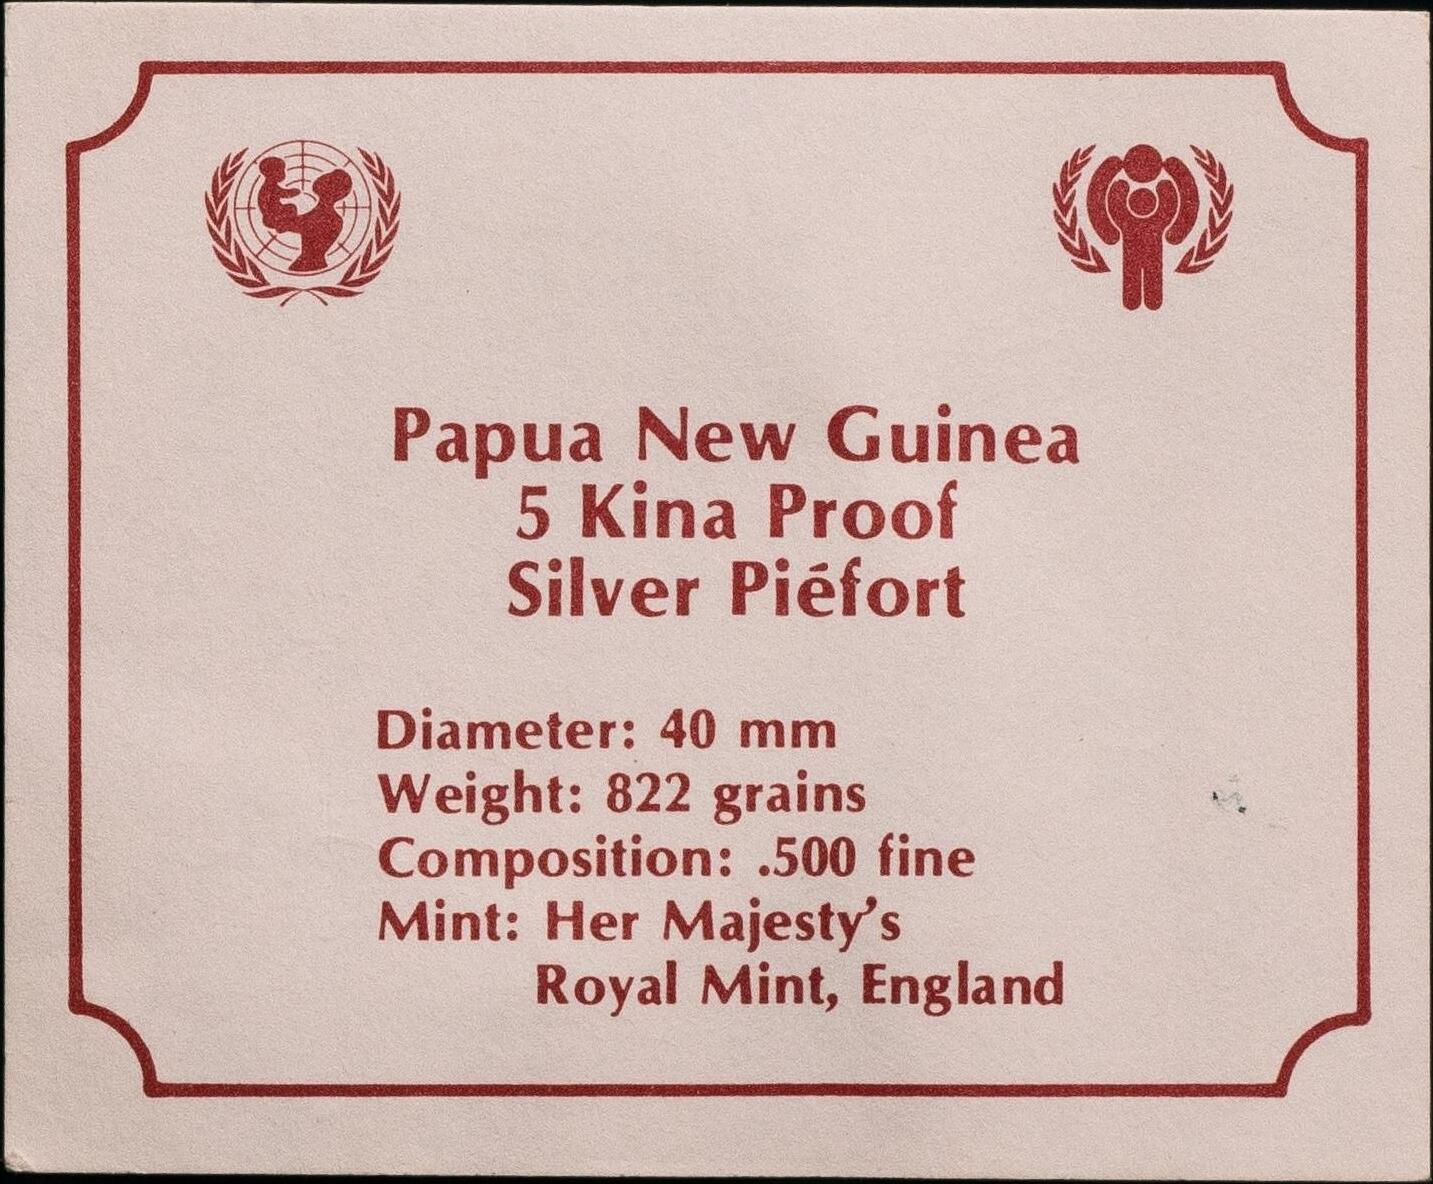 Papua New Guinea
5 Kina Proof
Silver Piéfort
Diameter: 40 mm
Weight: 822 grains
Composition: .500 fine
Mint: Her Majesty's
Royal Mint, England